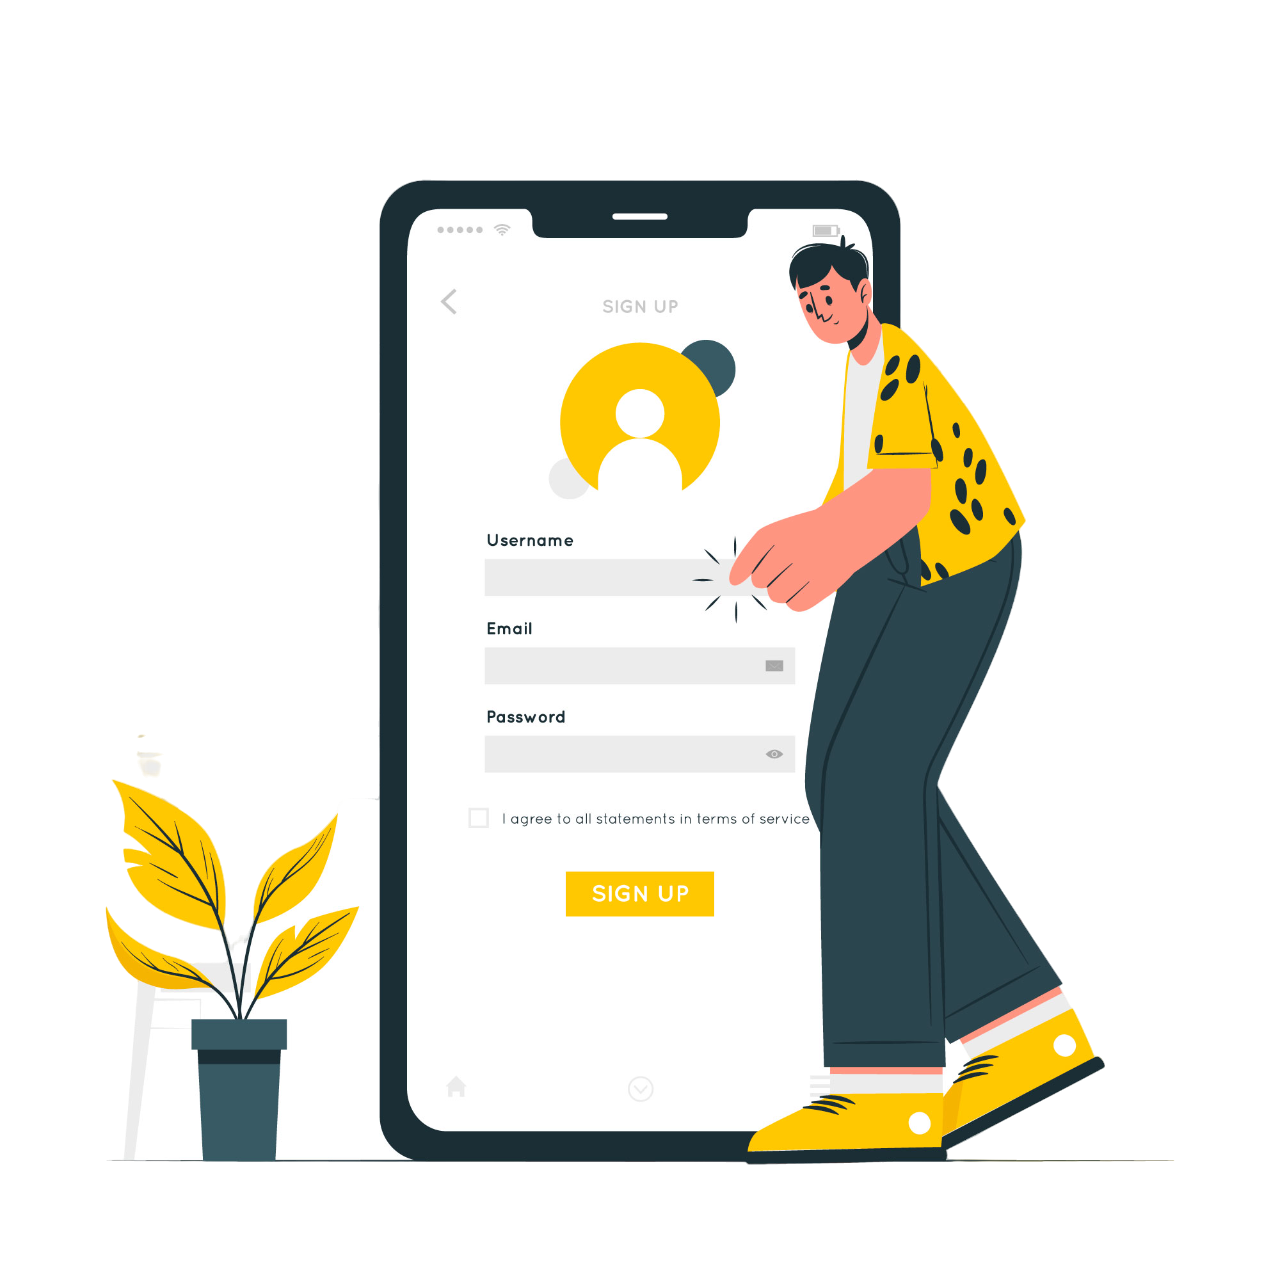 SIGN UP
Username
Email
Password
I agree to all statements in terms of service
SIGN UP